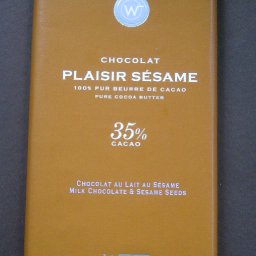 W
CHOCOLAT
PLAISIR SÉSAME
100% PUR BEURRE DE CACAO
PURE COCOA BUTTER
35%
CACAO
CHOCOLAT AU LAIT AU SÉSAME
MILK CHOCOLATE & SESAME SEEDS